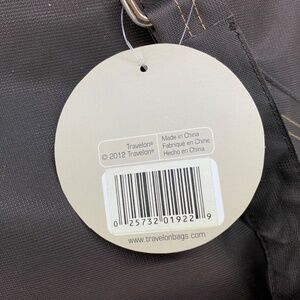 Travelon®
© 2012 Travelon®
Made in China
Fabriqué en Chine
Hecho en China
0 25732 01922 9
www.travelonbags.com